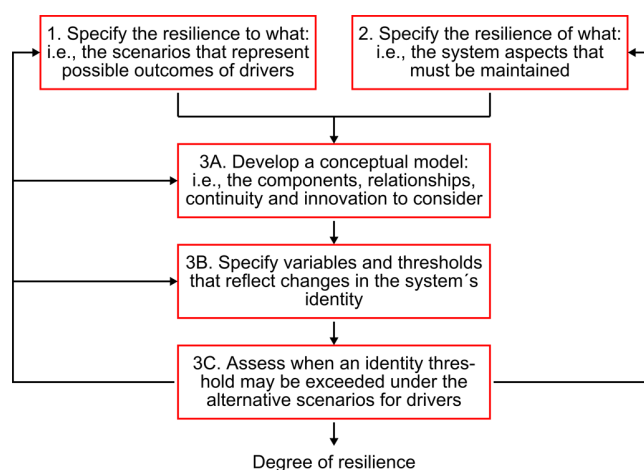 1. Specify the resilience to what:
i.e., the scenarios that represent
possible outcomes of drivers
2. Specify the resilience of what:
i.e., the system aspects that
must be maintained
3A. Develop a conceptual model:
i.e., the components, relationships,
continuity and innovation to consider
3B. Specify variables and thresholds
that reflect changes in the system´s
identity
3C. Assess when an identity thres-
hold may be exceeded under the
alternative scenarios for drivers
Degree of resilience